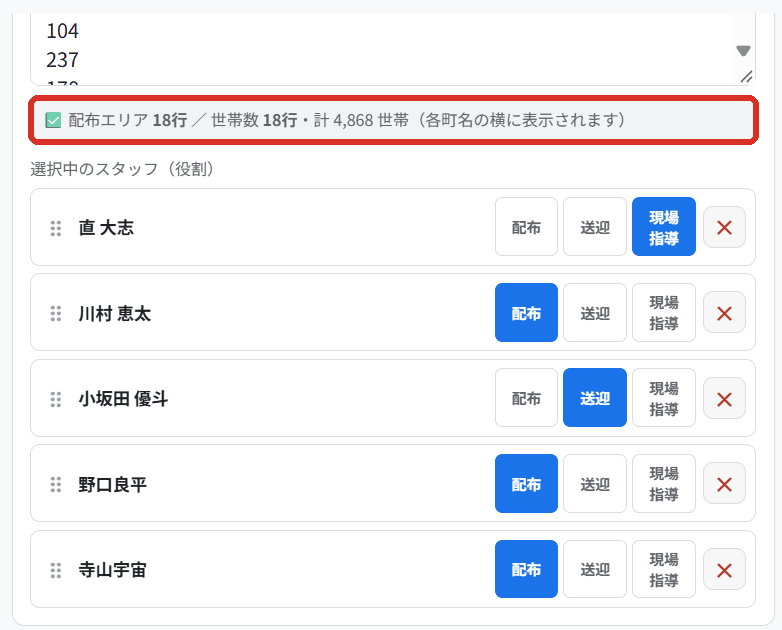 104
237
178
配布エリア 18行 ／ 世帯数 18行・計 4,868 世帯（各町名の横に表示されます）
選択中のスタッフ（役割）
直 大志 配布 送迎 現場指導
川村 恵太 配布 送迎 現場指導
小坂田 優斗 配布 送迎 現場指導
野口良平 配布 送迎 現場指導
寺山宇宙 配布 送迎 現場指導